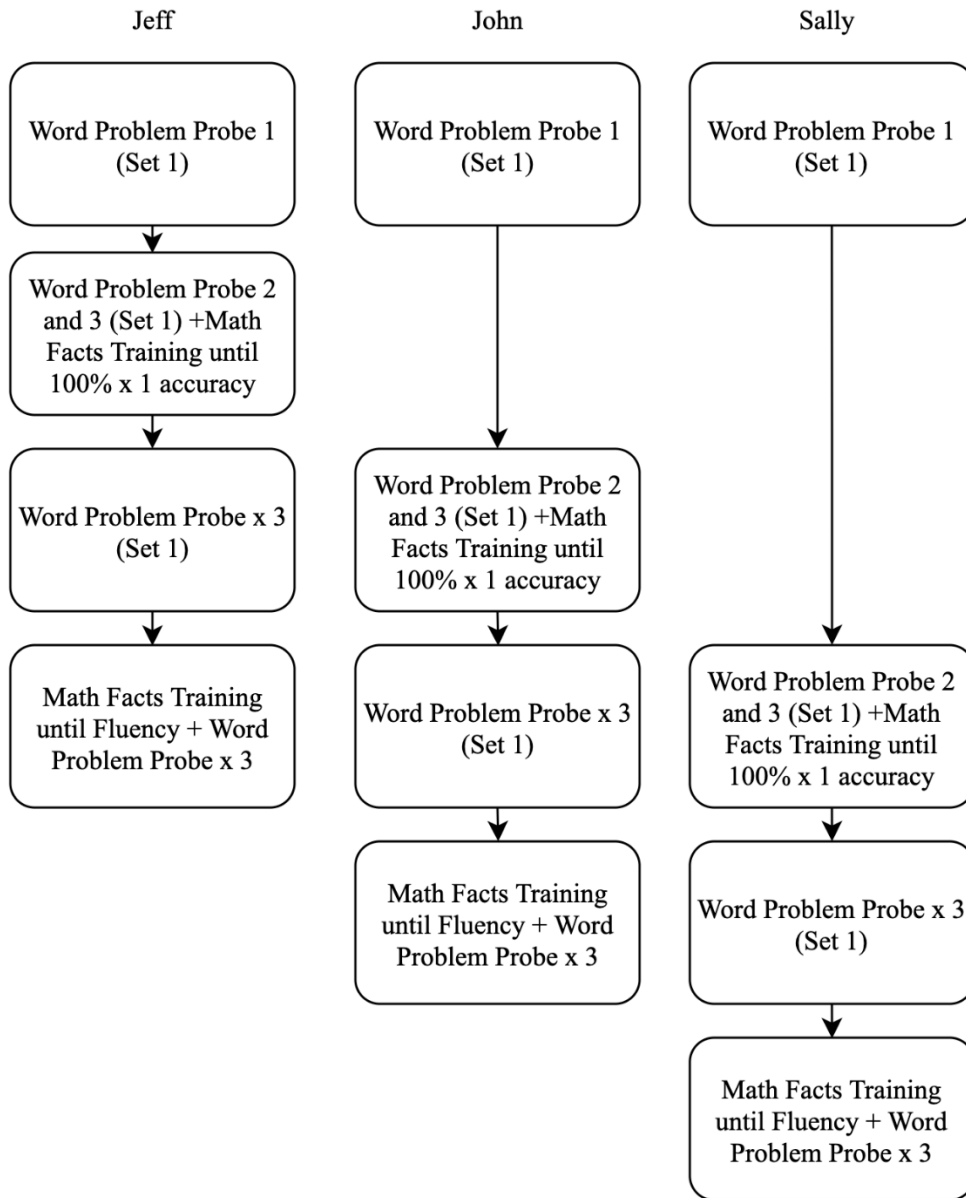 Jeff
Word Problem Probe 1
(Set 1)
Word Problem Probe 2
and 3 (Set 1) +Math
Facts Training until
100% x 1 accuracy
Word Problem Probe x 3
(Set 1)
Math Facts Training
until Fluency + Word
Problem Probe x 3
John
Word Problem Probe 1
(Set 1)
Word Problem Probe 2
and 3 (Set 1) +Math
Facts Training until
100% x 1 accuracy
Word Problem Probe x 3
(Set 1)
Math Facts Training
until Fluency + Word
Problem Probe x 3
Sally
Word Problem Probe 1
(Set 1)
Word Problem Probe 2
and 3 (Set 1) +Math
Facts Training until
100% x 1 accuracy
Word Problem Probe x 3
(Set 1)
Math Facts Training
until Fluency + Word
Problem Probe x 3